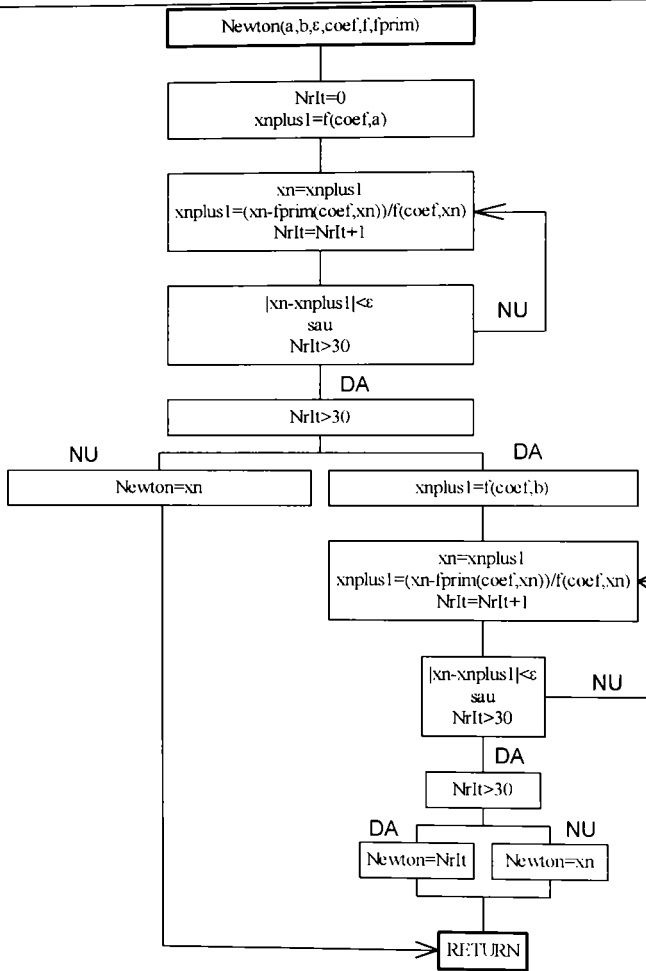 Newton(a,b,ε,coef,f,fprim)
NrIt=0
xnplus1=f(coef,a)
xn=xnplus1
xnplus1=(xn-fprim(coef,xn))/f(coef,xn)
NrIt=NrIt+1
|xn-xnplus1|<ε
sau
NrIt>30
NU
DA
NrIt>30
NU
DA
Newton=xn
xnplus1=f(coef,b)
xn=xnplus1
xnplus1=(xn-fprim(coef,xn))/f(coef,xn)
NrIt=NrIt+1
|xn-xnplus1|<ε
sau
NrIt>30
NU
DA
NrIt>30
DA
NU
Newton=NrIt
Newton=xn
RETURN